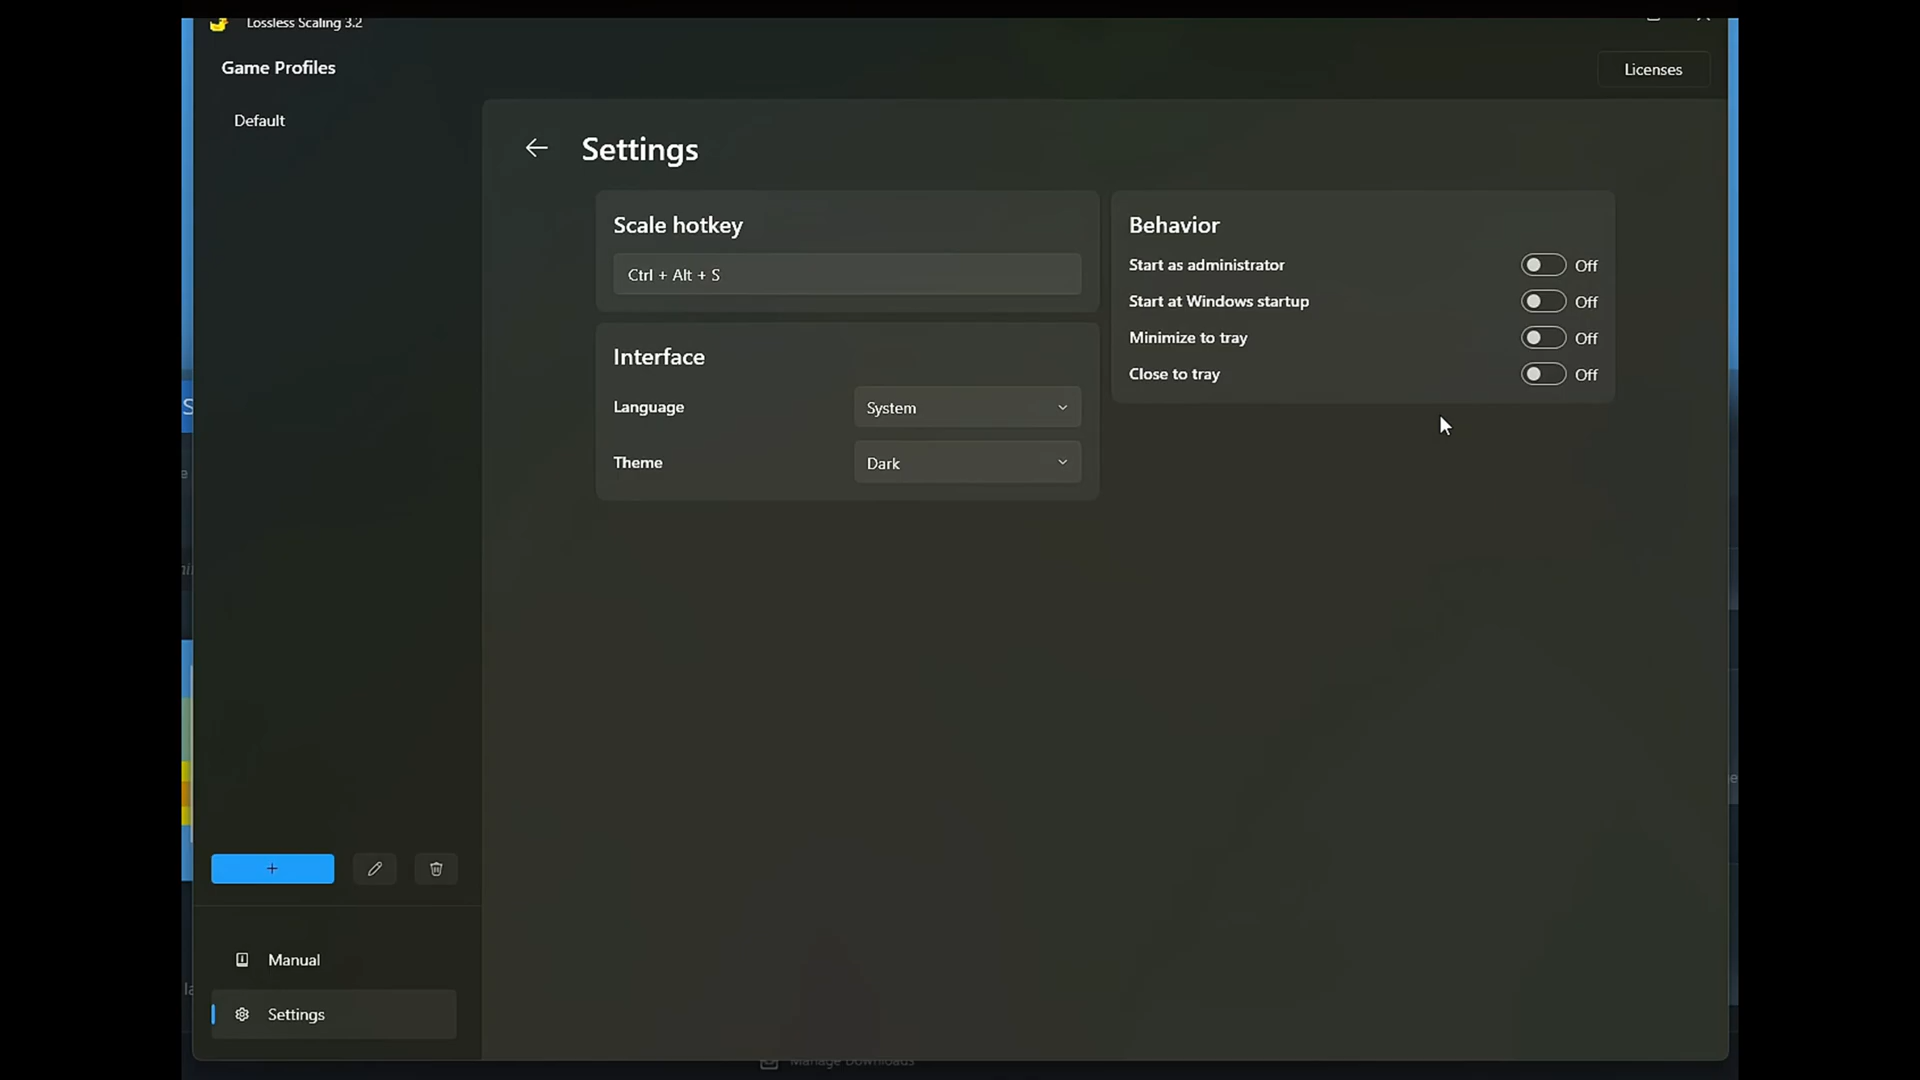 Lossless Scaling 3.2
Game Profiles
Licenses
Default
Settings
Scale hotkey
Ctrl + Alt + S
Interface
Language
System
Theme
Dark
Behavior
Start as administrator
Off
Start at Windows startup
Off
Minimize to tray
Off
Close to tray
Off
Manual
Settings
Manage Downloads